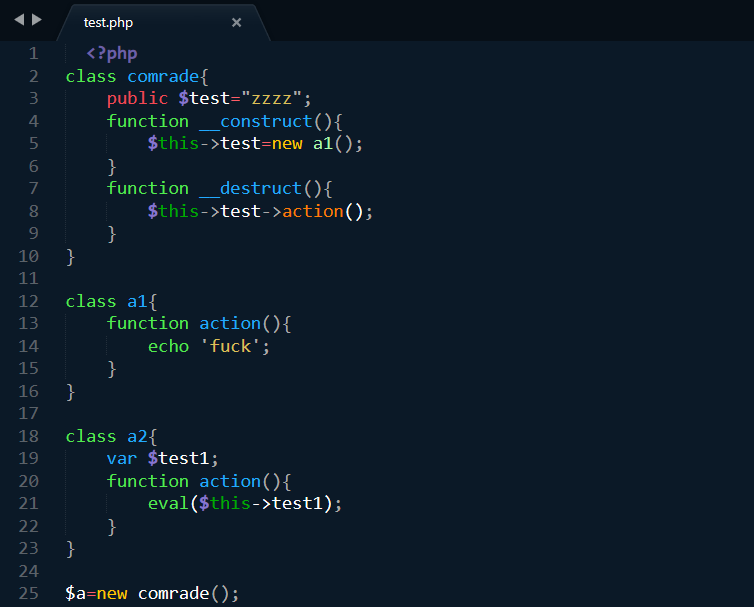 test.php ×
1 <?php
2 class comrade{
3     public $test="zzzz";
4     function __construct(){
5         $this->test=new a1();
6     }
7     function __destruct(){
8         $this->test->action();
9     }
10 }
11
12 class a1{
13     function action(){
14         echo 'fuck';
15     }
16 }
17
18 class a2{
19     var $test1;
20     function action(){
21         eval($this->test1);
22     }
23 }
24
25 $a=new comrade();